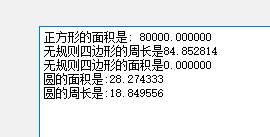 正方形的面积是: 80000.000000
无规则四边形的周长是84.852814
无规则四边形的面积是0.000000
圆的面积是:28.274333
圆的周长是:18.849556